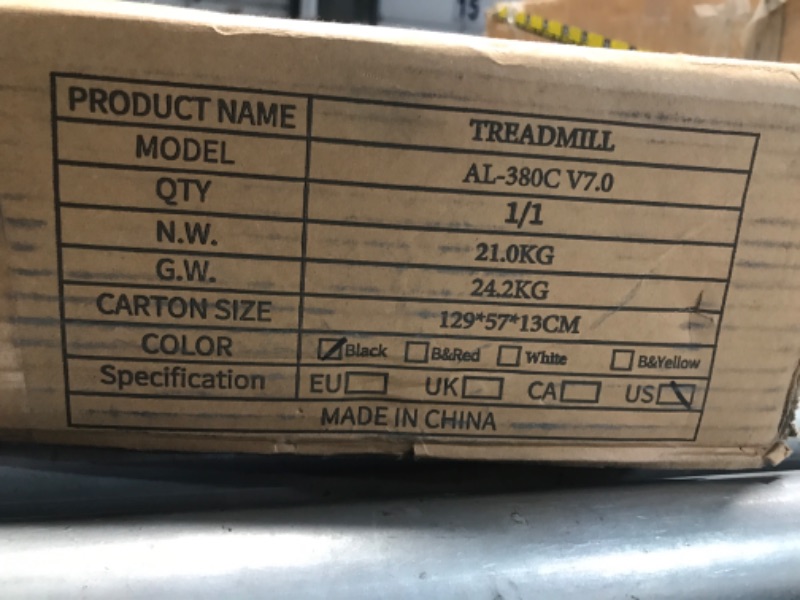 15
PRODUCT NAME TREADMILL
MODEL AL-380C V7.0
QTY 1/1
N.W. 21.0KG
G.W. 24.2KG
CARTON SIZE 129*57*13CM
COLOR Black B&Red White B&Yellow
Specification EU UK CA US
MADE IN CHINA